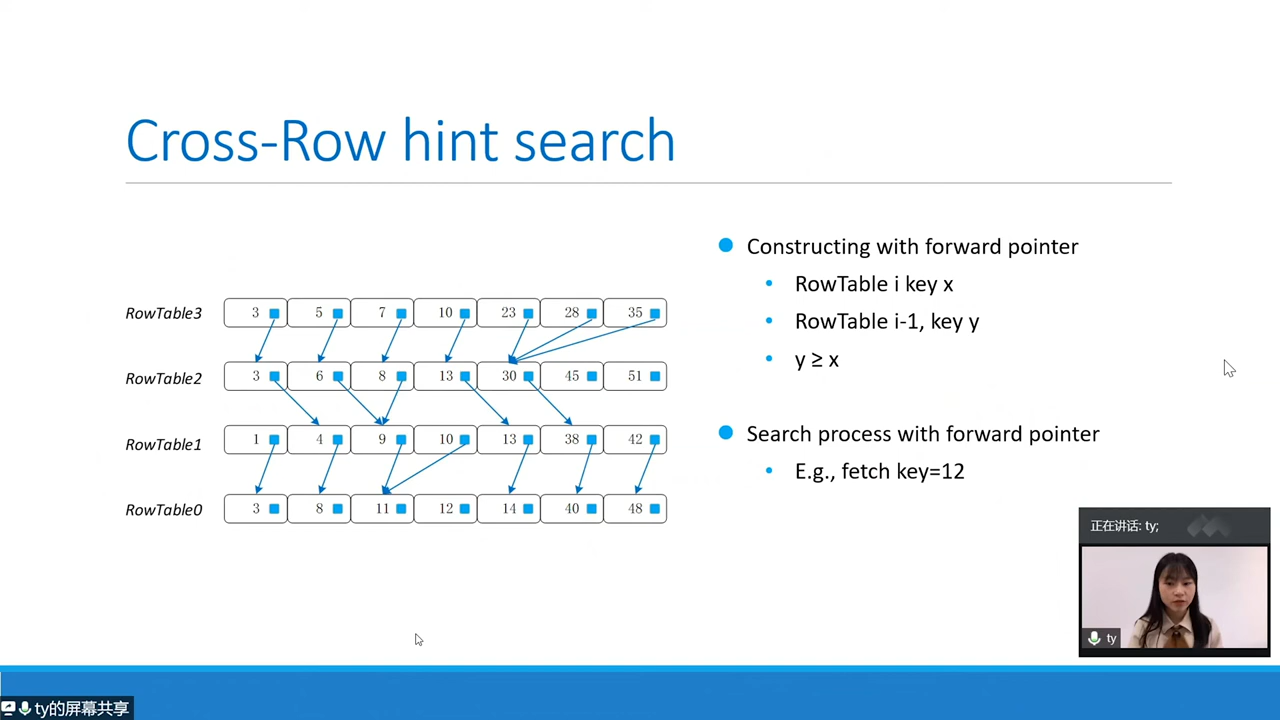 Cross-Row hint search
RowTable3 3 5 7 10 23 28 35
RowTable2 3 6 8 13 30 45 51
RowTable1 1 4 9 10 13 38 42
RowTable0 3 8 11 12 14 40 48
Constructing with forward pointer
RowTable i key x
RowTable i-1, key y
y ≥ x
Search process with forward pointer
E.g., fetch key=12
正在讲话: ty;
ty
ty的屏幕共享